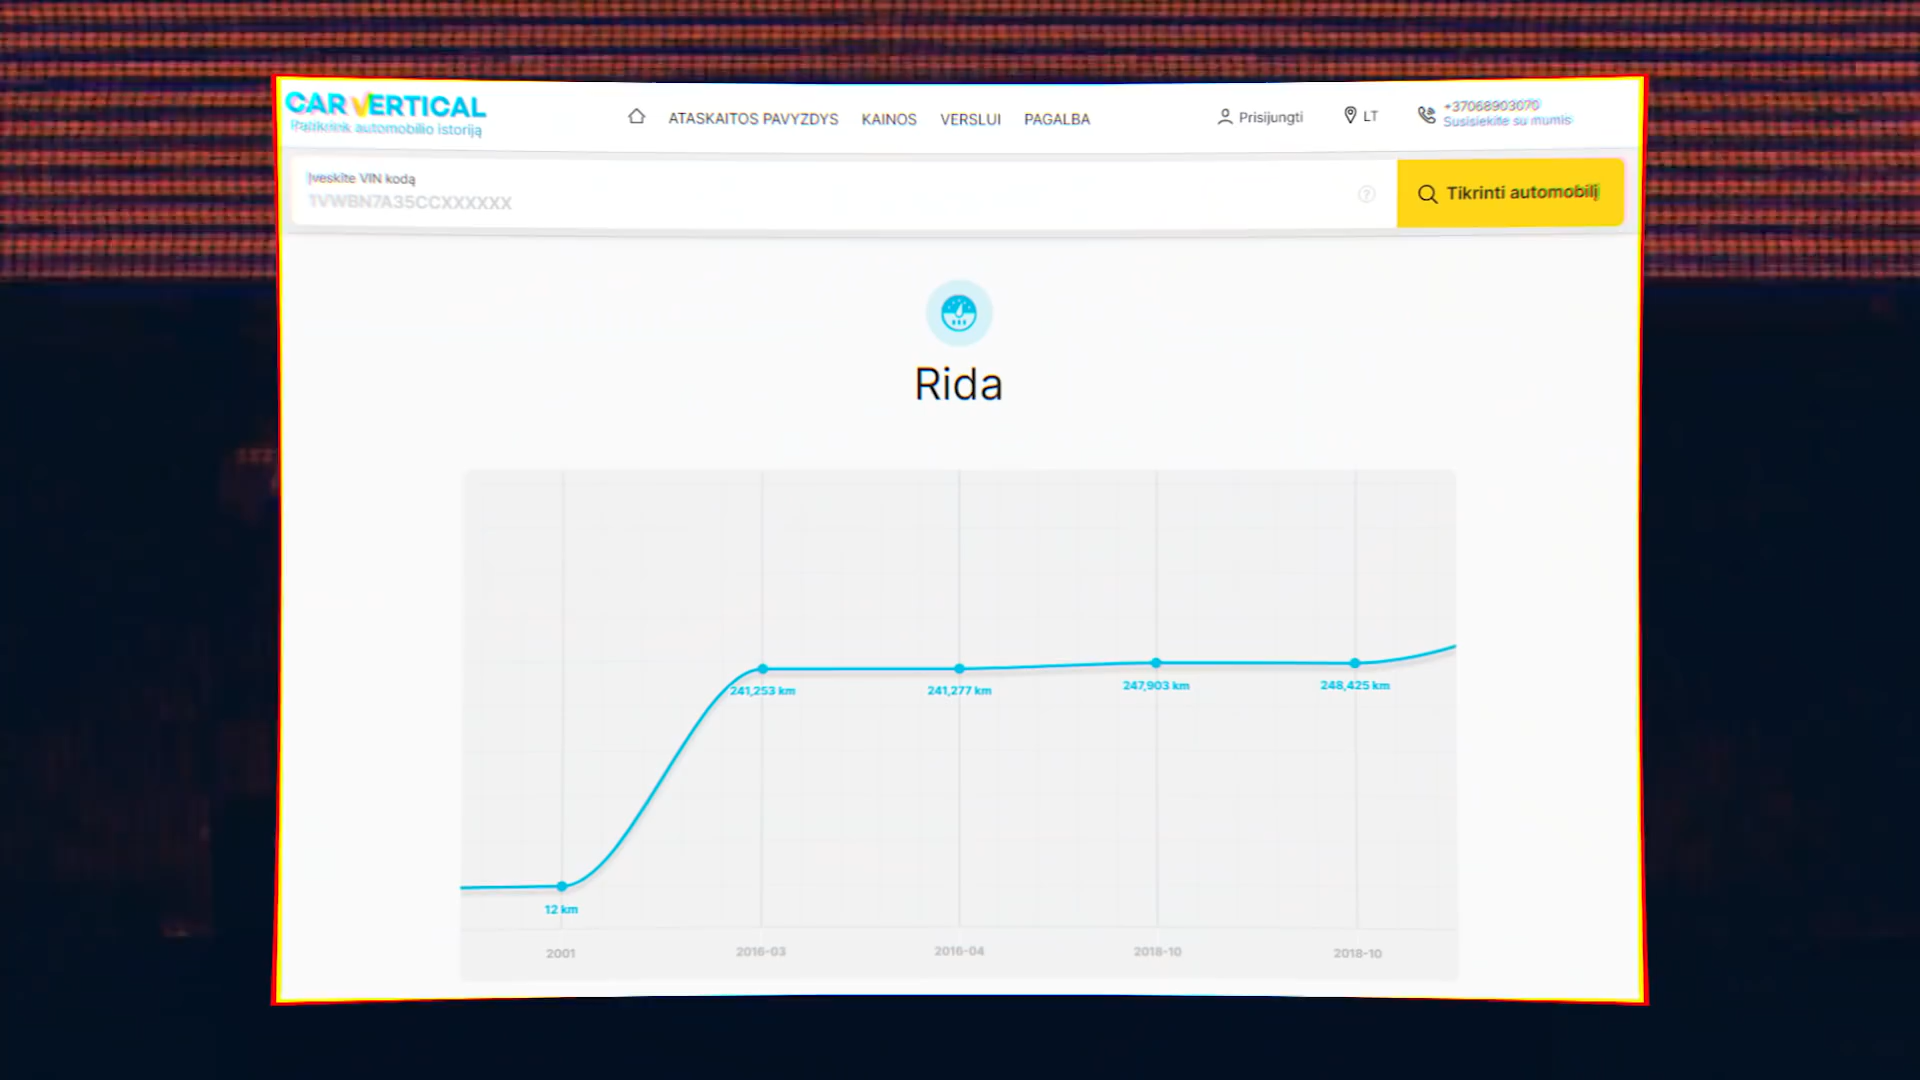 CAR VERTICAL
Patikrink automobilio istoriją
ATASKAITOS PAVYZDYS
KAINOS
VERSLUI
PAGALBA
Prisijungti
LT
+37068903070
Susisiekite su mumis
Įveskite VIN kodą
1VWBN7A35CCXXXXXX
Tikrinti automobilį
Rida
241,253 km
241,277 km
247,903 km
248,425 km
12 km
2001
2016-03
2016-04
2018-10
2018-10